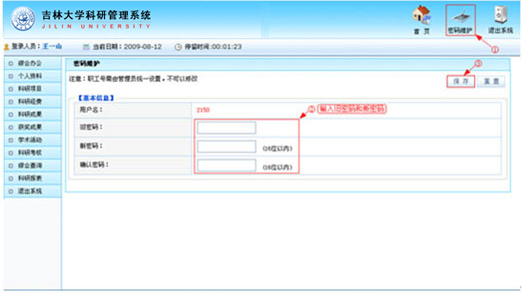 吉林大学科研管理系统
JILIN UNIVERSITY
首 页
密码维护
退出系统
①
登录人员：王一山
当前日期：2009-08-12
停留时间：00:01:23
综合办公
个人资料
科研项目
科研经费
科研成果
获奖成果
学术活动
科研考核
综合查询
科研报表
退出系统
密码维护
③
注意：职工号需由管理员统一设置，不可以修改
保 存
重 置
【基本信息】
用户名：
2150
② 输入旧密码和新密码
旧密码：
新密码：
(16位以内)
确认密码：
(16位以内)